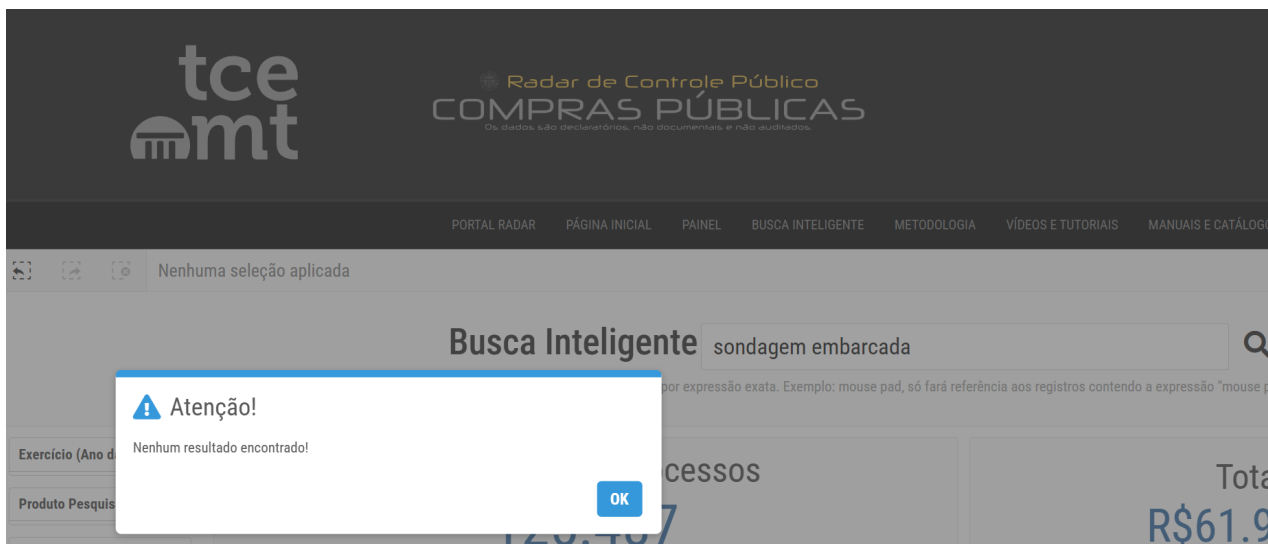 tce
mt
Radar de Controle Público
COMPRAS PÚBLICAS
Os dados são declaratórios, não documentais e não auditados.
PORTAL RADAR PÁGINA INICIAL PAINEL BUSCA INTELIGENTE METODOLOGIA VÍDEOS E TUTORIAIS MANUAIS E CATÁLOGO
Nenhuma seleção aplicada
Busca Inteligente sondagem embarcada
por expressão exata. Exemplo: mouse pad, só fará referência aos registros contendo a expressão "mouse p
Atenção!
Nenhum resultado encontrado!
OK
Exercício (Ano d
Produto Pesquis
cessos
Tota
R$61.9